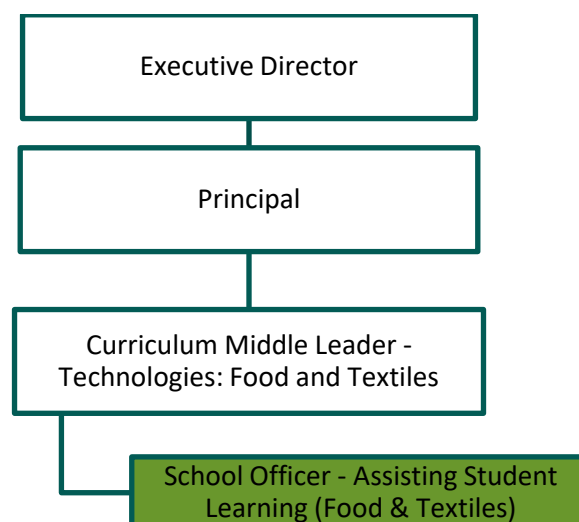 Executive Director
Principal
Curriculum Middle Leader -
Technologies: Food and Textiles
School Officer - Assisting Student
Learning (Food & Textiles)